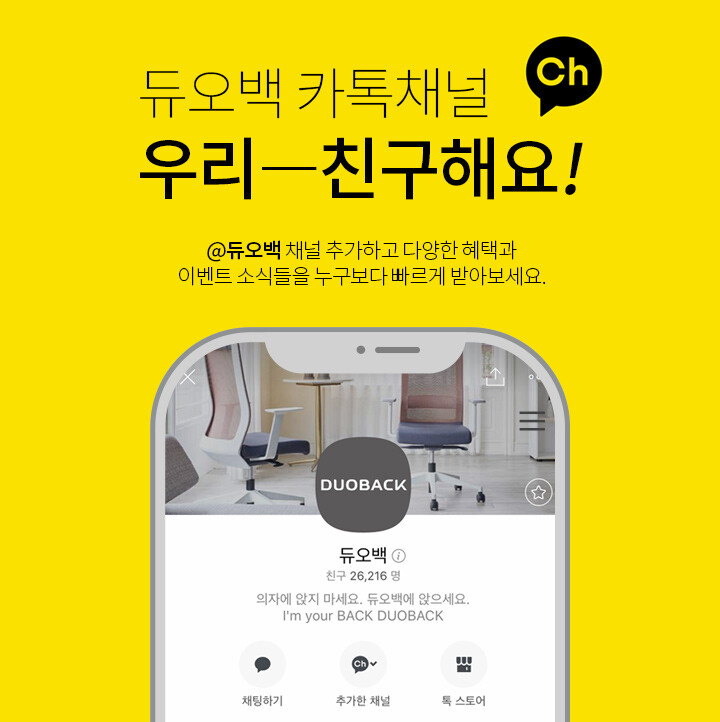 듀오백 카톡채널
Ch
우리—친구해요!
@듀오백 채널 추가하고 다양한 혜택과
이벤트 소식들을 누구보다 빠르게 받아보세요.
DUOBACK
듀오백 i
친구 26,216 명
의자에 앉지 마세요. 듀오백에 앉으세요.
I'm your BACK DUOBACK
Ch
채팅하기 추가한 채널 톡 스토어